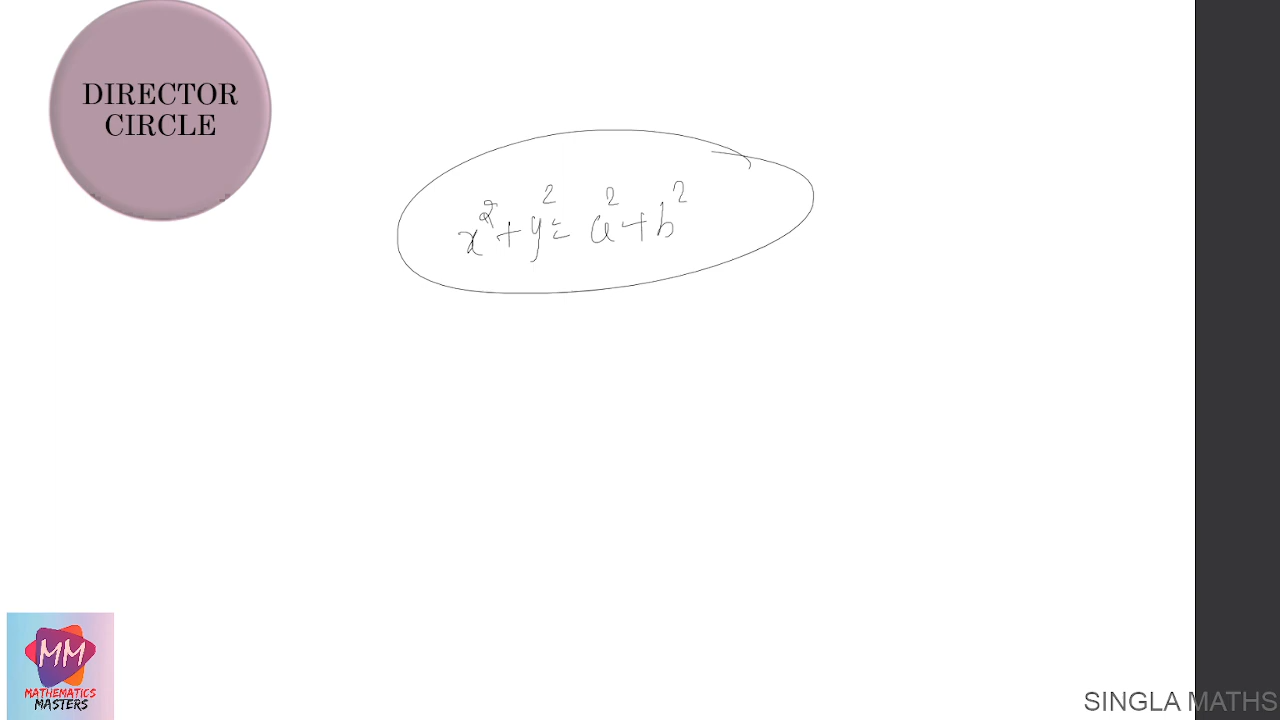 DIRECTOR
CIRCLE
x²+y²= a²+b²
MM
MATHEMATICS
MASTERS
SINGLA MATHS